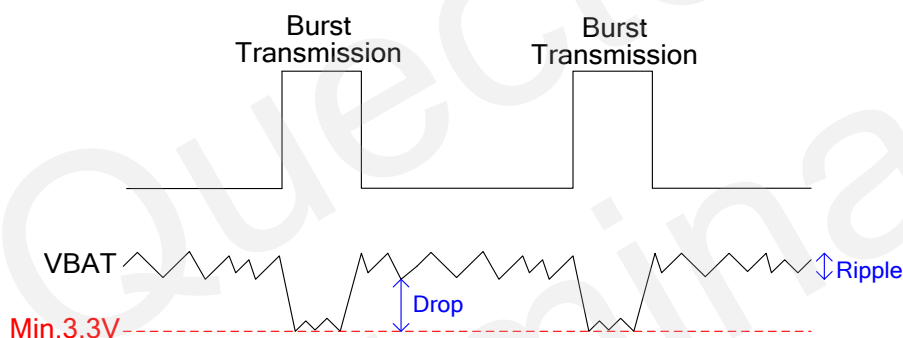 Burst
Transmission
Burst
Transmission
VBAT
Ripple
Drop
Min.3.3V